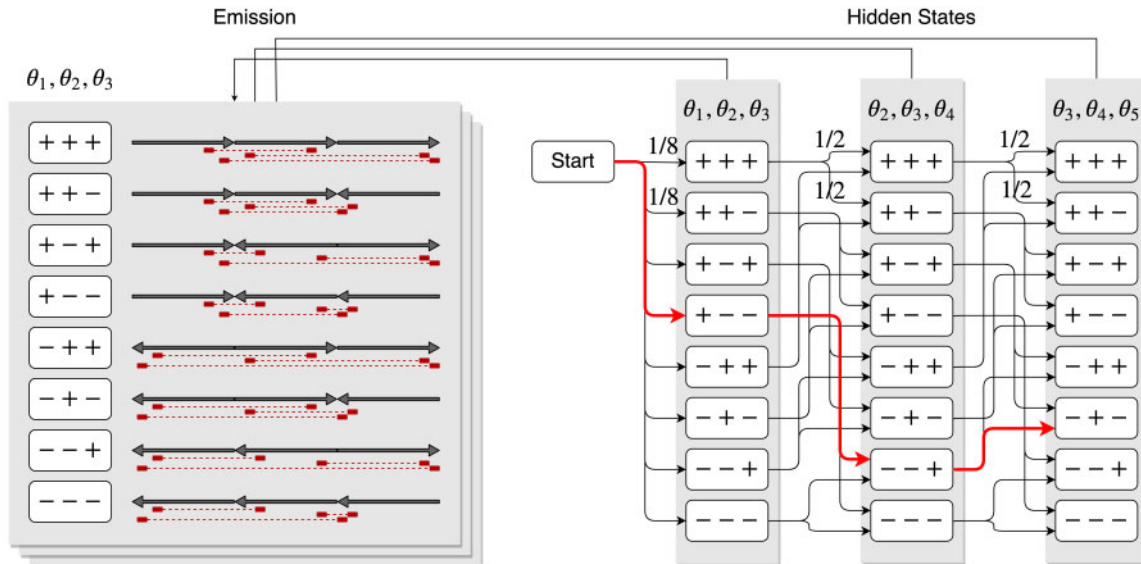 Emission
Hidden States
θ₁, θ₂, θ₃
+ + +
+ + −
+ − +
+ − −
− + +
− + −
− − +
− − −
Start
1/8
1/8
θ₁, θ₂, θ₃
+ + +
+ + −
+ − +
+ − −
− + +
− + −
− − +
− − −
1/2
1/2
θ₂, θ₃, θ₄
+ + +
+ + −
+ − +
+ − −
− + +
− + −
− − +
− − −
1/2
1/2
θ₃, θ₄, θ₅
+ + +
+ + −
+ − +
+ − −
− + +
− + −
− − +
− − −